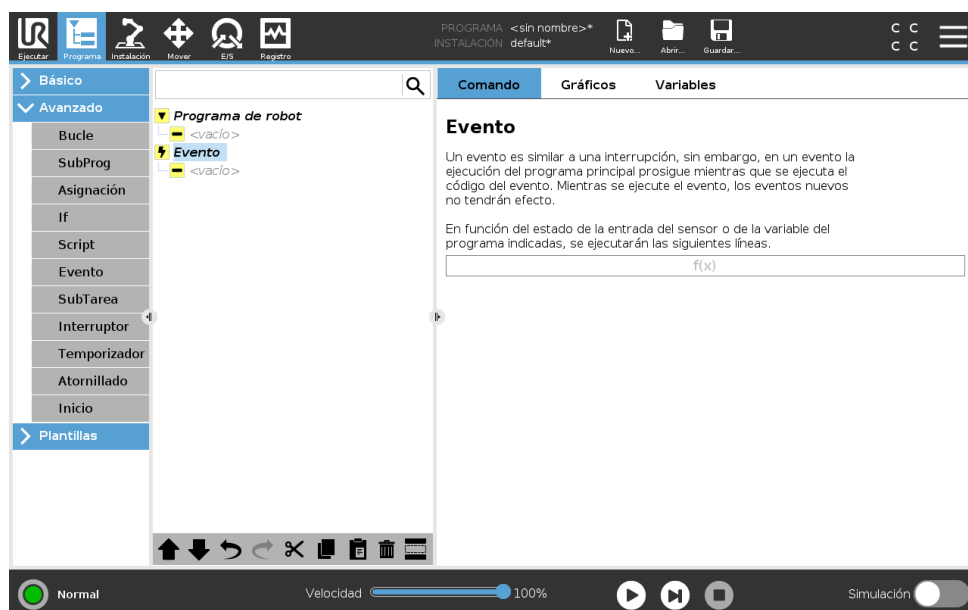 PROGRAMA <sin nombre>*
INSTALACIÓN default*
UR
Ejecutar
Programa
Instalación
Mover
E/S
Registro
Nuevo...
Abrir...
Guardar...
C C
C C
Básico
Avanzado
Bucle
SubProg
Asignación
If
Script
Evento
SubTarea
Interruptor
Temporizador
Atornillado
Inicio
Plantillas
Programa de robot
<vacío>
Evento
<vacío>
Comando
Gráficos
Variables
Evento
Un evento es similar a una interrupción, sin embargo, en un evento la
ejecución del programa principal prosigue mientras que se ejecuta el
código del evento. Mientras se ejecute el evento, los eventos nuevos
no tendrán efecto.
En función del estado de la entrada del sensor o de la variable del
programa indicadas, se ejecutarán las siguientes líneas.
f(x)
Normal
Velocidad
100%
Simulación